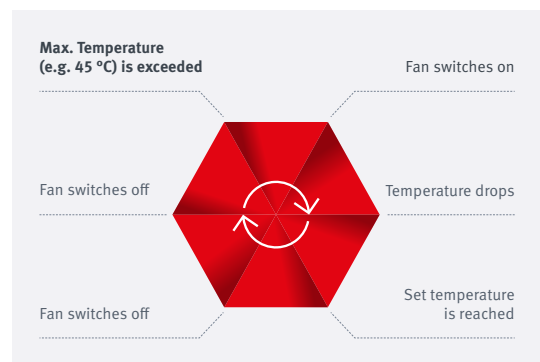 Max. Temperature
(e.g. 45 °C) is exceeded
Fan switches on
Fan switches off
Temperature drops
Fan switches off
Set temperature
is reached